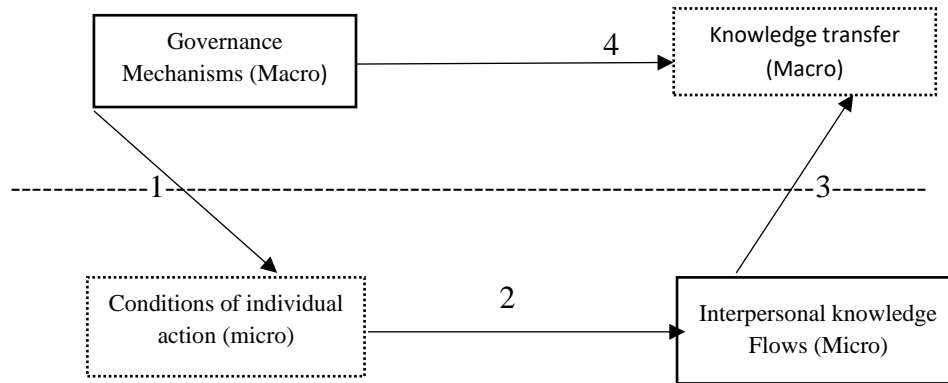 Governance
Mechanisms (Macro)
4
Knowledge transfer
(Macro)
1
3
Conditions of individual
action (micro)
2
Interpersonal knowledge
Flows (Micro)